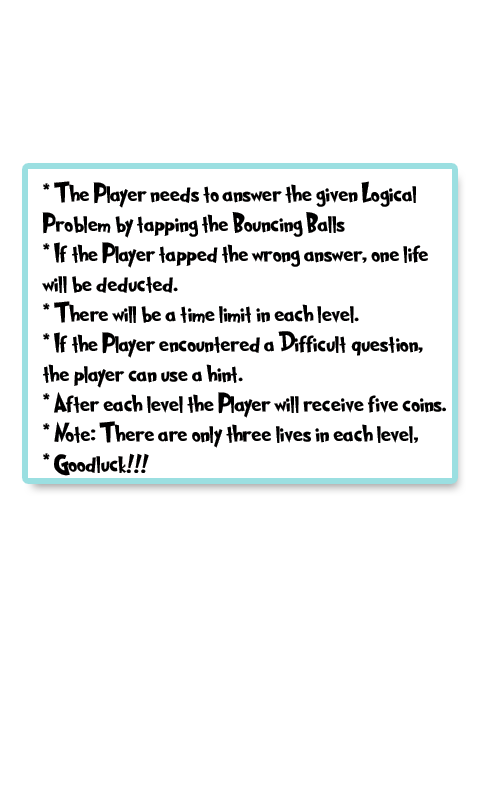 * The Player needs to answer the given Logical
Problem by tapping the Bouncing Balls
* If the Player tapped the wrong answer, one life
will be deducted.
* There will be a time limit in each level.
* If the Player encountered a Difficult question,
the player can use a hint.
* After each level the Player will receive five coins.
* Note: There are only three lives in each level,
* Goodluck!!!